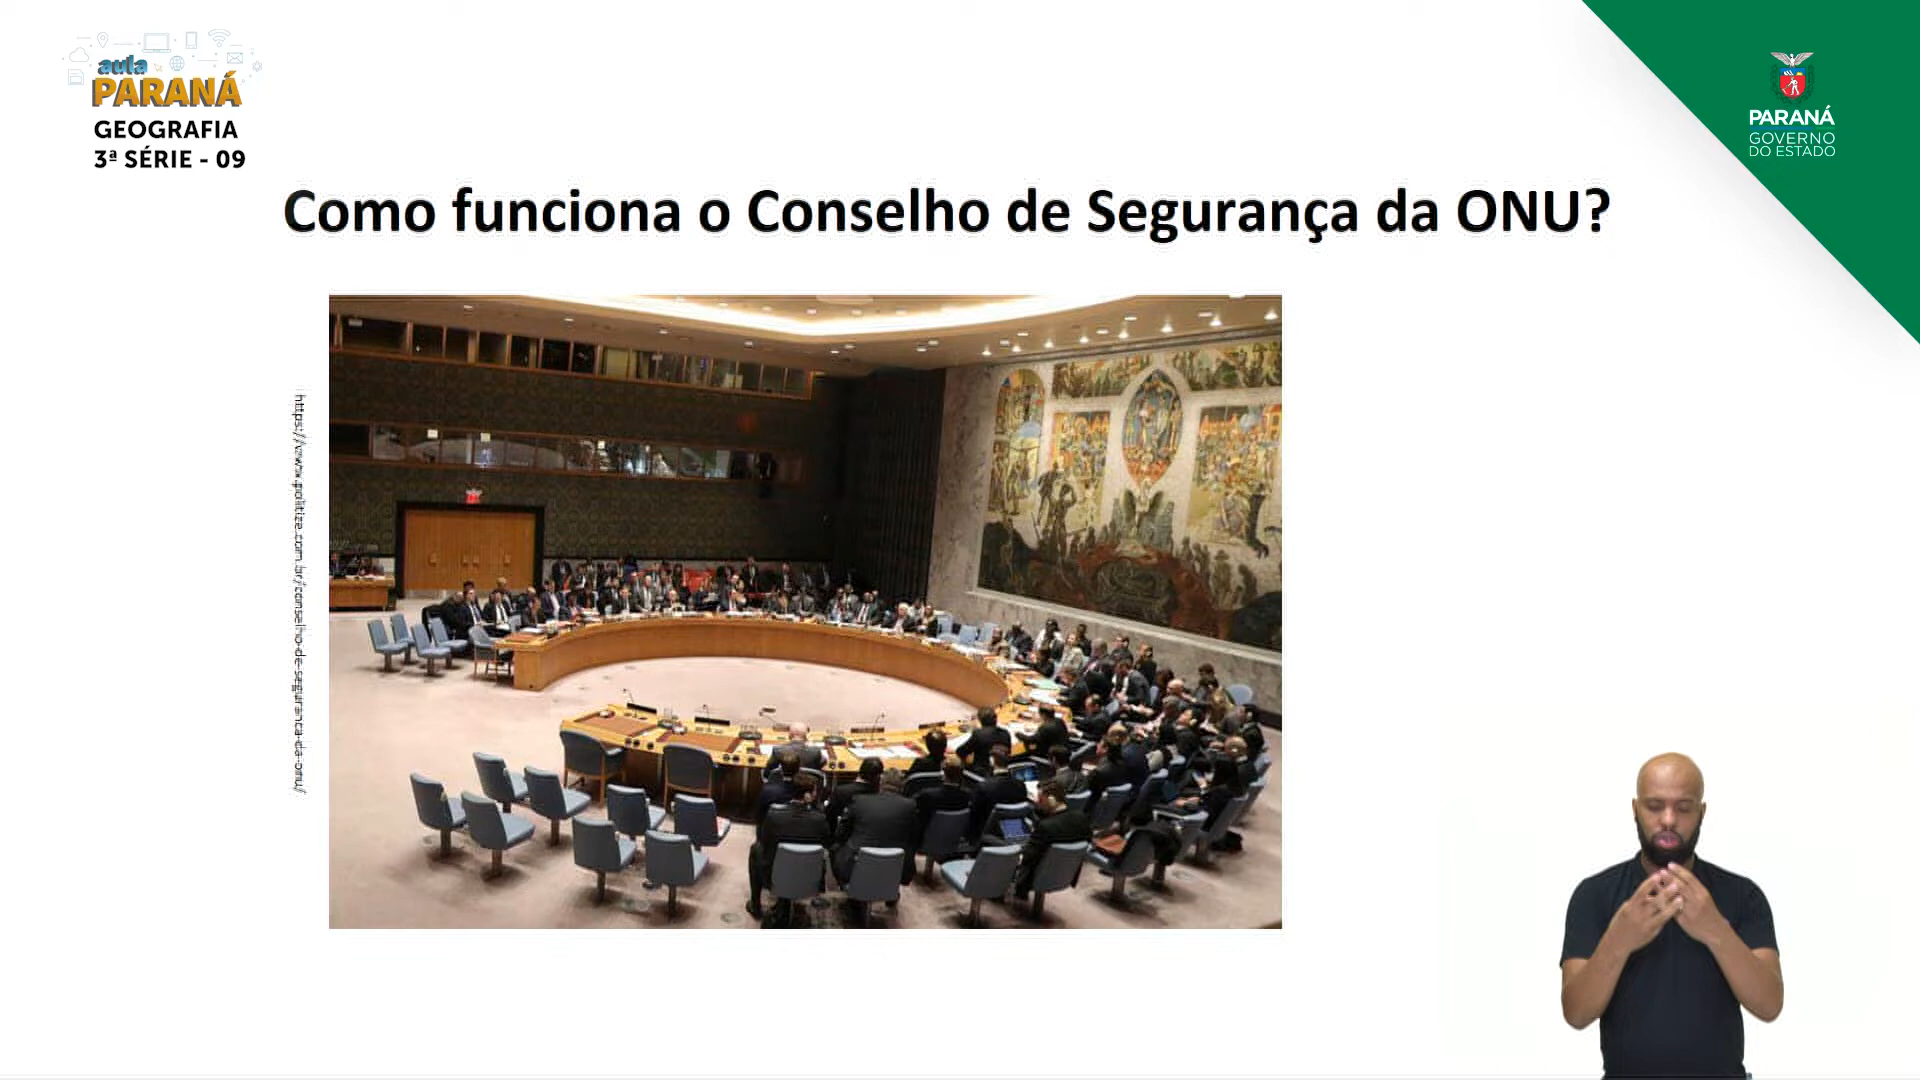 aula
PARANÁ
GEOGRAFIA
3ª SÉRIE - 09
PARANÁ
GOVERNO
DO ESTADO
Como funciona o Conselho de Segurança da ONU?
https://www.politize.com.br/conselho-de-seguranca-da-onu/